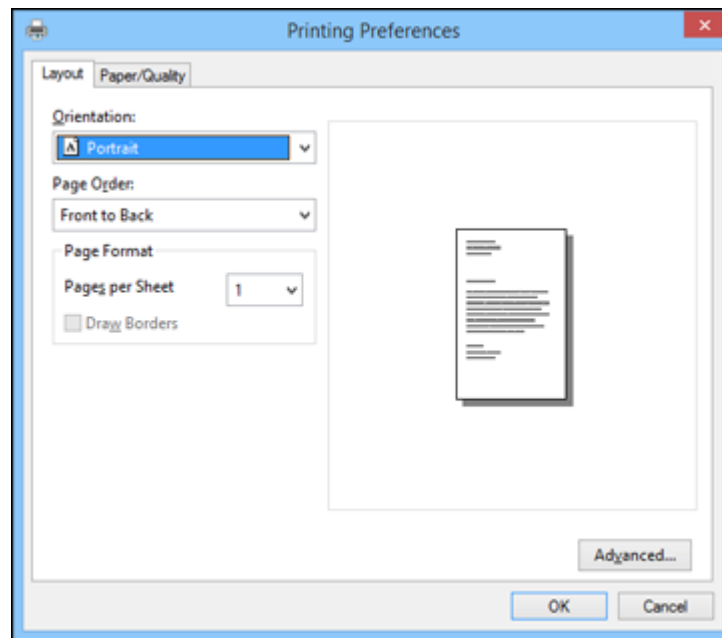 Printing Preferences
Layout
Paper/Quality
Orientation:
Portrait
Page Order:
Front to Back
Page Format
Pages per Sheet
1
Draw Borders
Advanced...
OK
Cancel